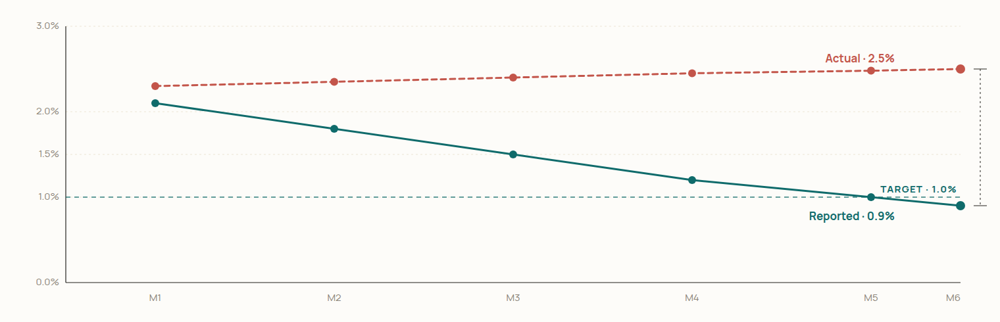 3.0%
Actual · 2.5%
2.0%
1.5%
TARGET · 1.0%
1.0%
Reported · 0.9%
0.0%
M1 M2 M3 M4 M5 M6